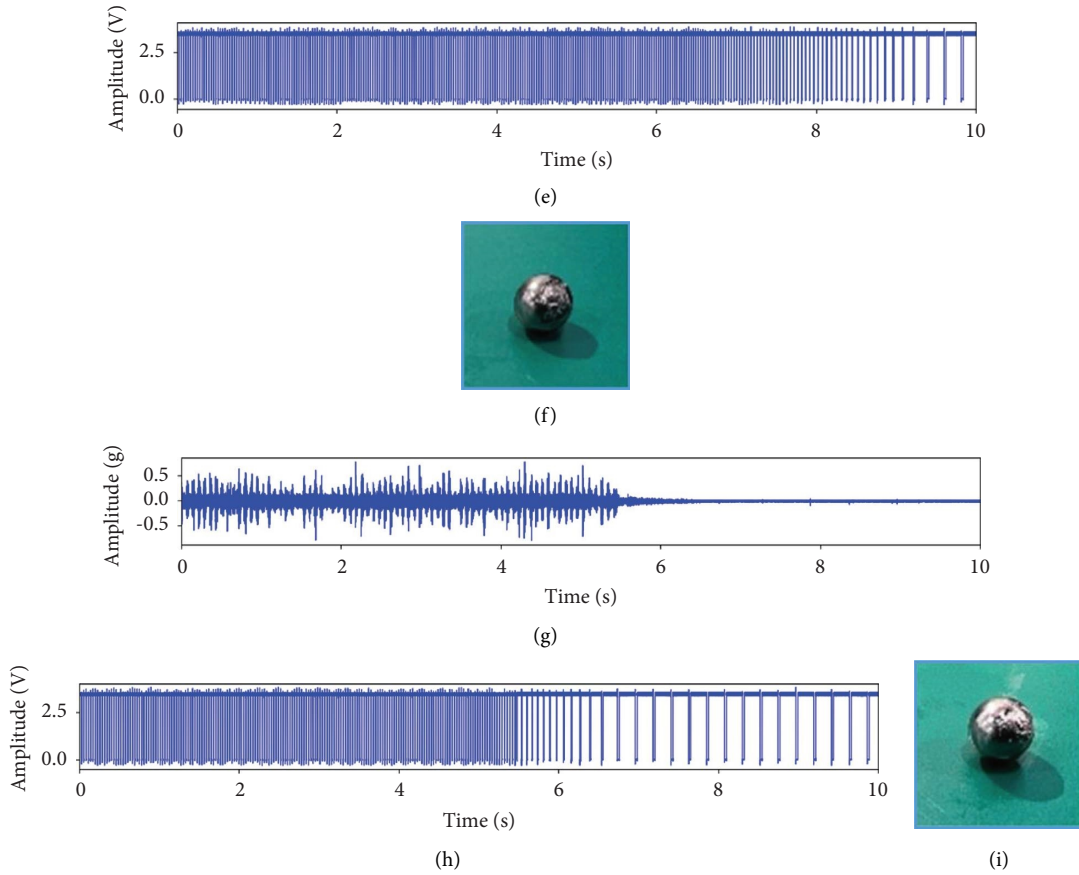 Amplitude (V)
2.5
0.0
0 2 4 6 8 10
Time (s)
(e)
(f)
Amplitude (g)
0.5
0.0
-0.5
0 2 4 6 8 10
Time (s)
(g)
Amplitude (V)
2.5
0.0
0 2 4 6 8 10
Time (s)
(h)
(i)